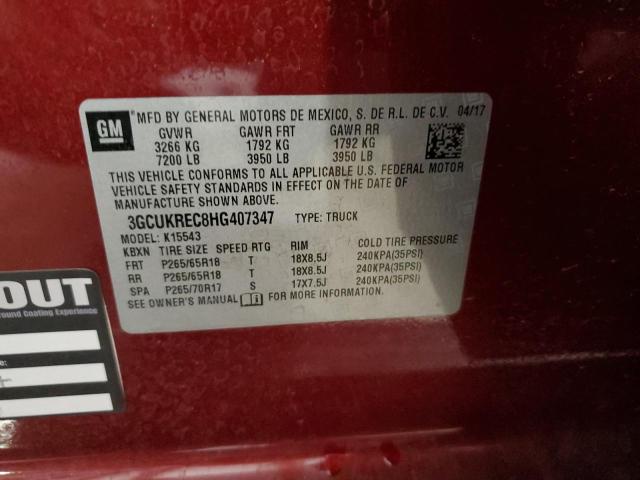 GM
MFD BY GENERAL MOTORS DE MEXICO, S. DE R.L. DE C.V. 04/17
GVWR GAWR FRT GAWR RR
3266 KG 1792 KG 1792 KG
7200 LB 3950 LB 3950 LB
THIS VEHICLE CONFORMS TO ALL APPLICABLE U.S. FEDERAL MOTOR
VEHICLE SAFETY STANDARDS IN EFFECT ON THE DATE OF
MANUFACTURE SHOWN ABOVE.
3GCUKREC8HG407347 TYPE: TRUCK
MODEL: K15543
KBXN TIRE SIZE SPEED RTG RIM COLD TIRE PRESSURE
FRT P265/65R18 T 18X8.5J 240KPA(35PSI)
RR P265/65R18 T 18X8.5J 240KPA(35PSI)
SPA P265/70R17 S 17X7.5J 240KPA(35PSI)
SEE OWNER'S MANUAL FOR MORE INFORMATION.
OUT
round Coating Experience